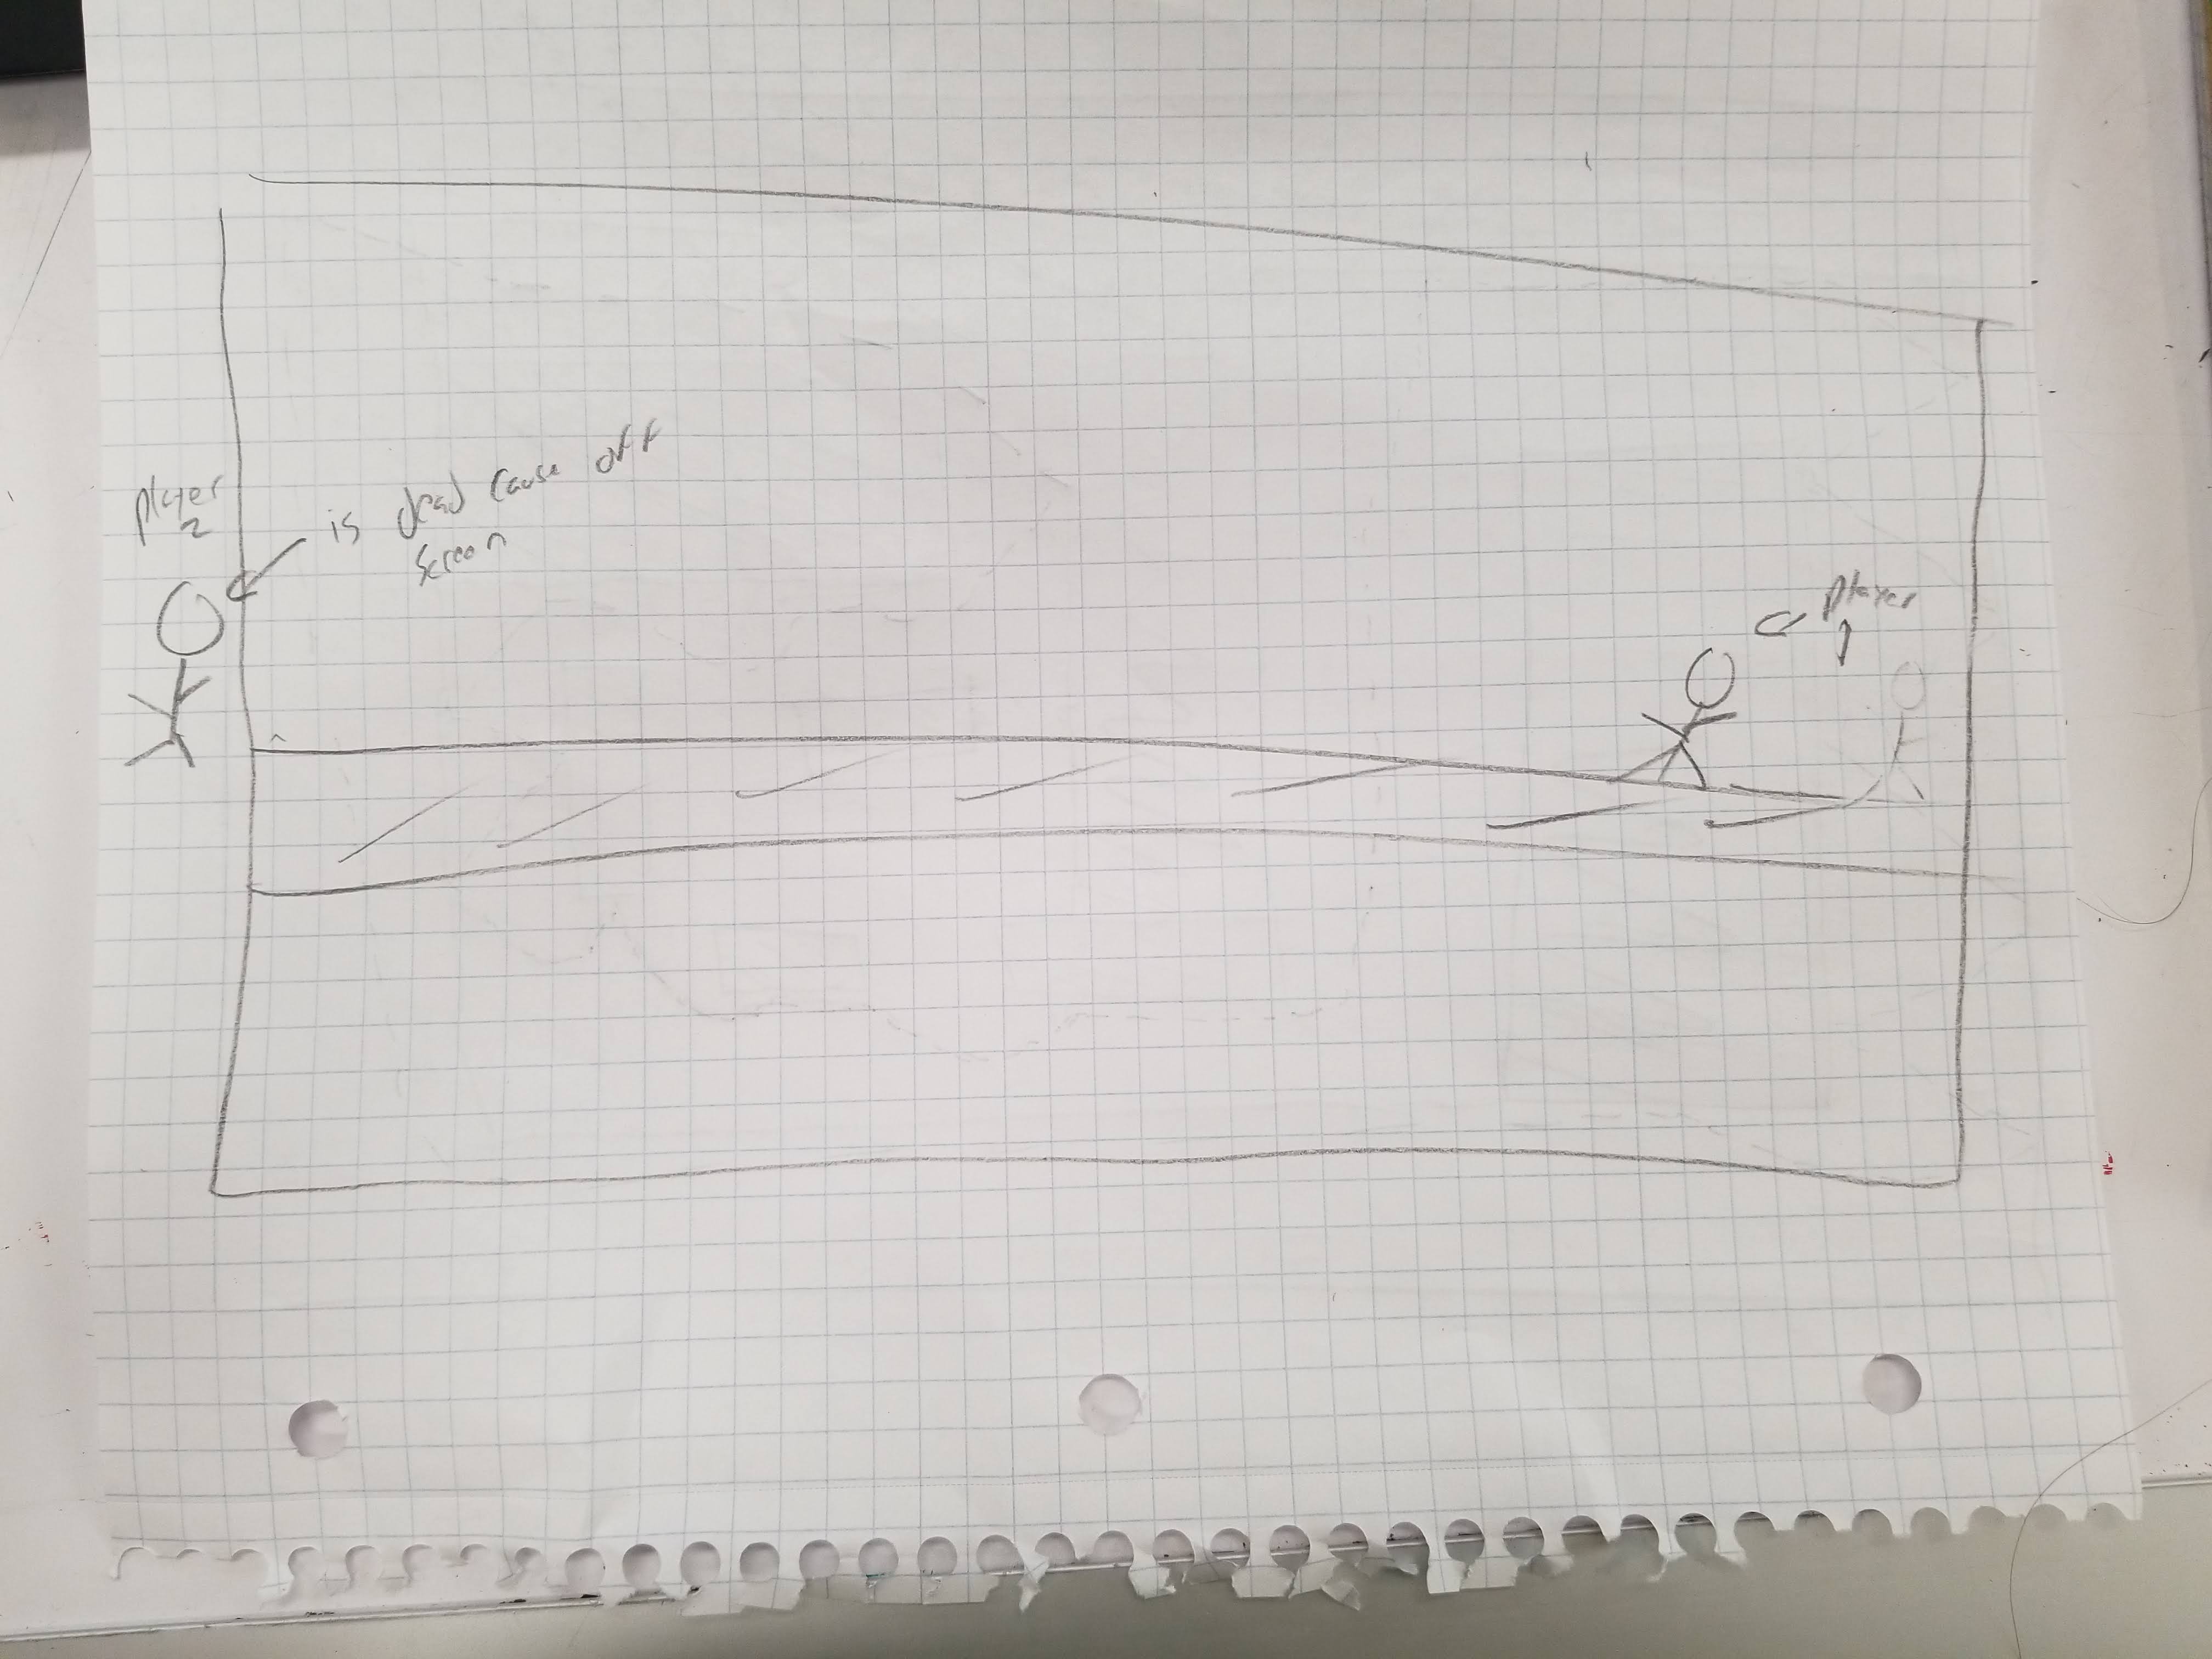 player
2
is dead cause off
screen
player
1